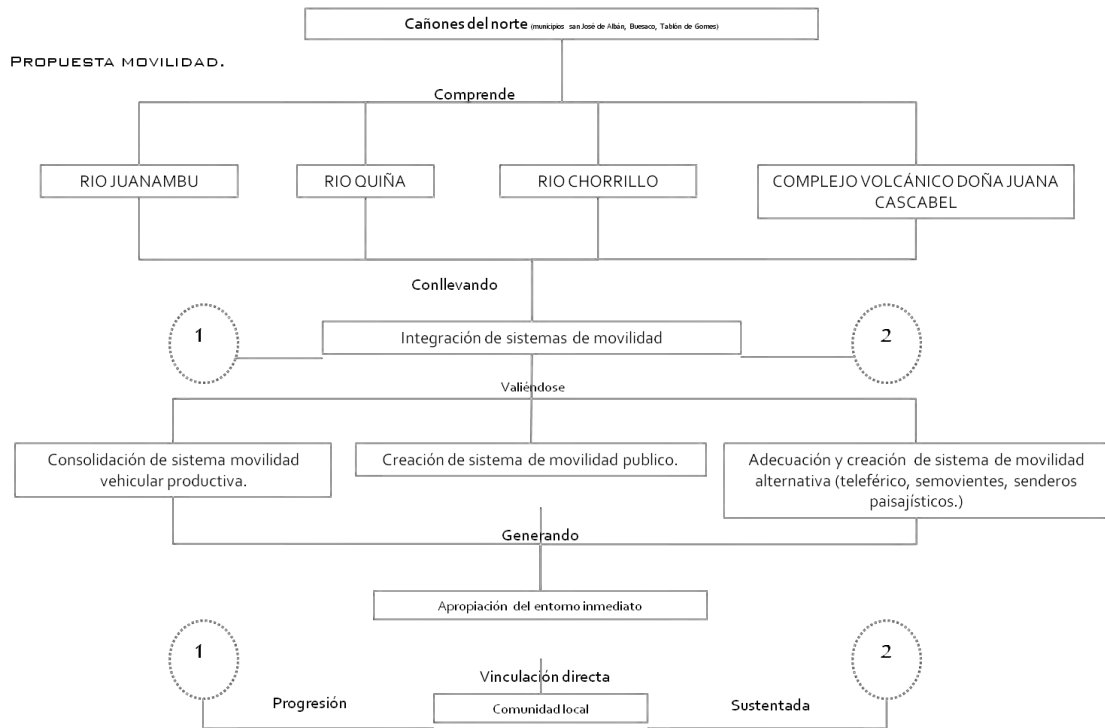 Cañones del norte (municipios san José de Albán, Buesaco, Tablón de Gomes)
PROPUESTA MOVILIDAD.
Comprende
RIO JUANAMBU
RIO QUIÑA
RIO CHORRILLO
COMPLEJO VOLCÁNICO DOÑA JUANA
CASCABEL
Conllevando
1
Integración de sistemas de movilidad
2
Valiéndose
Consolidación de sistema movilidad
vehicular productiva.
Creación de sistema de movilidad publico.
Adecuación y creación de sistema de movilidad
alternativa (teleférico, semovientes, senderos
paisajísticos.)
Generando
Apropiación del entorno inmediato
1
2
Vinculación directa
Progresión
Comunidad local
Sustentada